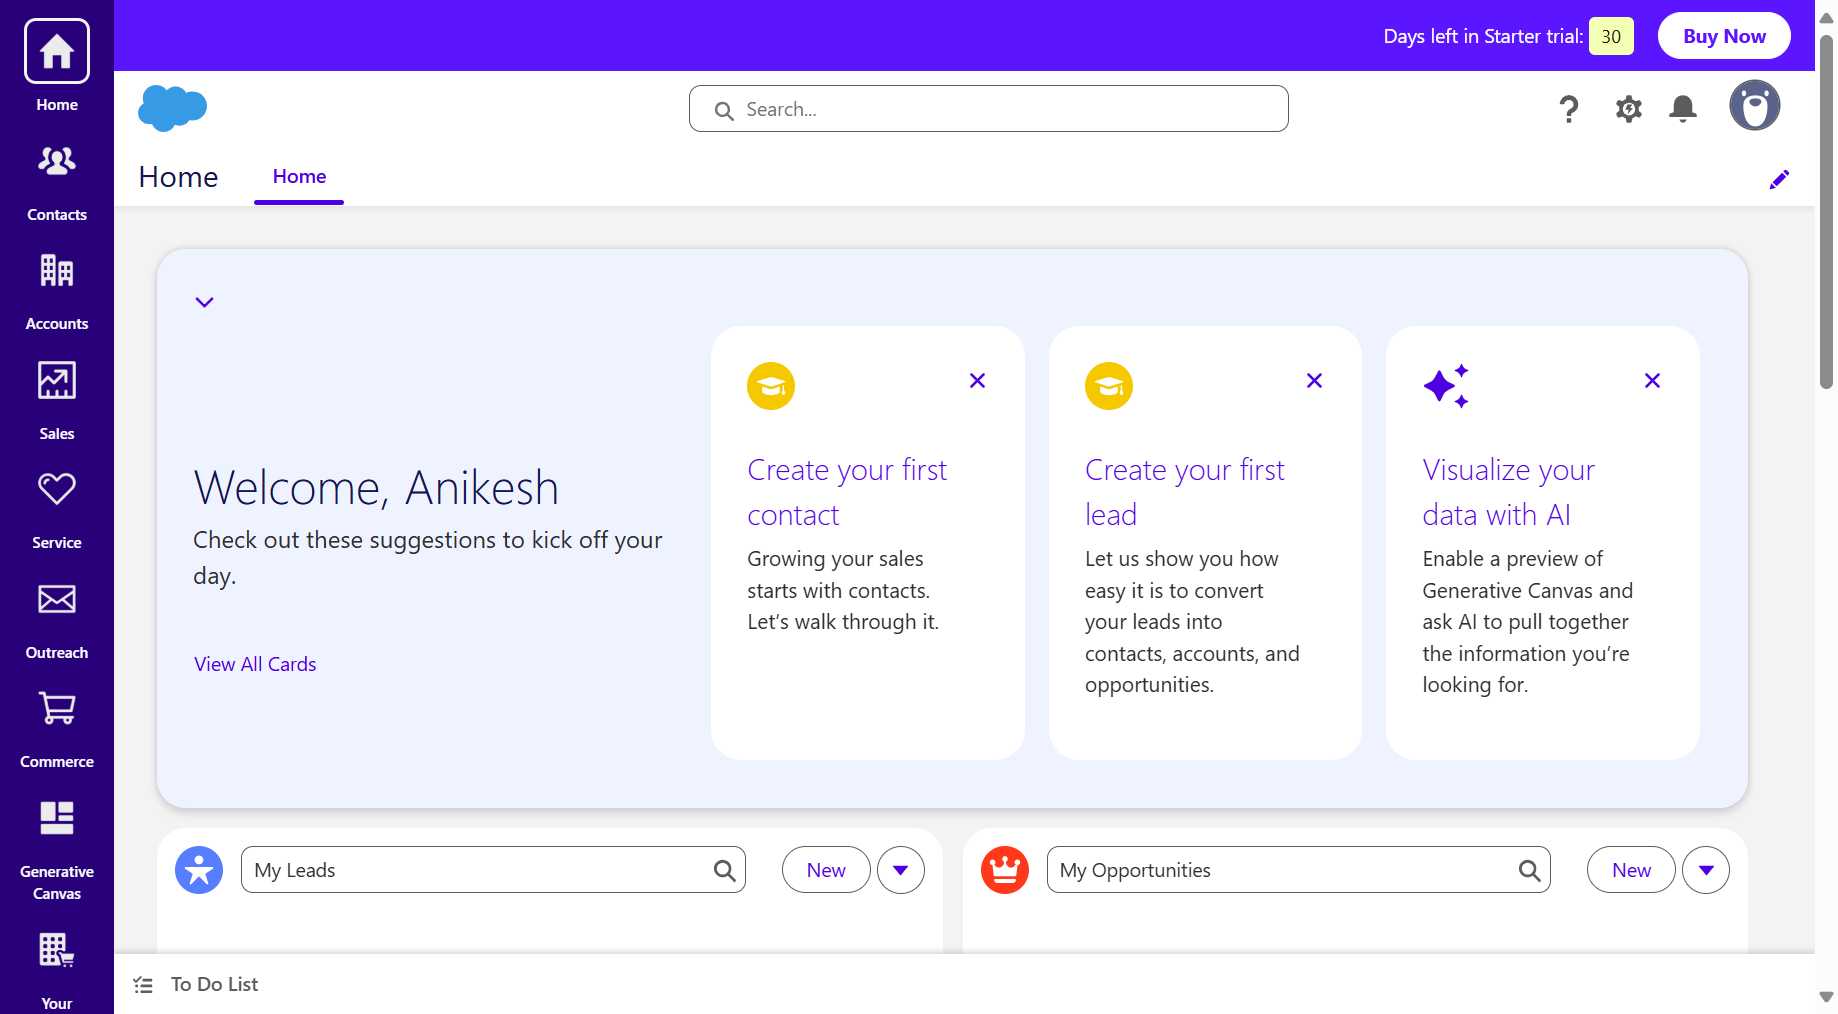 Days left in Starter trial: 30
Buy Now
Search...
Home
Home
Home
Contacts
Accounts
Sales
Service
Outreach
Commerce
Generative
Canvas
Your
Welcome, Anikesh
Check out these suggestions to kick off your
day.
View All Cards
Create your first
contact
Growing your sales
starts with contacts.
Let's walk through it.
Create your first
lead
Let us show you how
easy it is to convert
your leads into
contacts, accounts, and
opportunities.
Visualize your
data with AI
Enable a preview of
Generative Canvas and
ask AI to pull together
the information you're
looking for.
My Leads
New
My Opportunities
New
To Do List